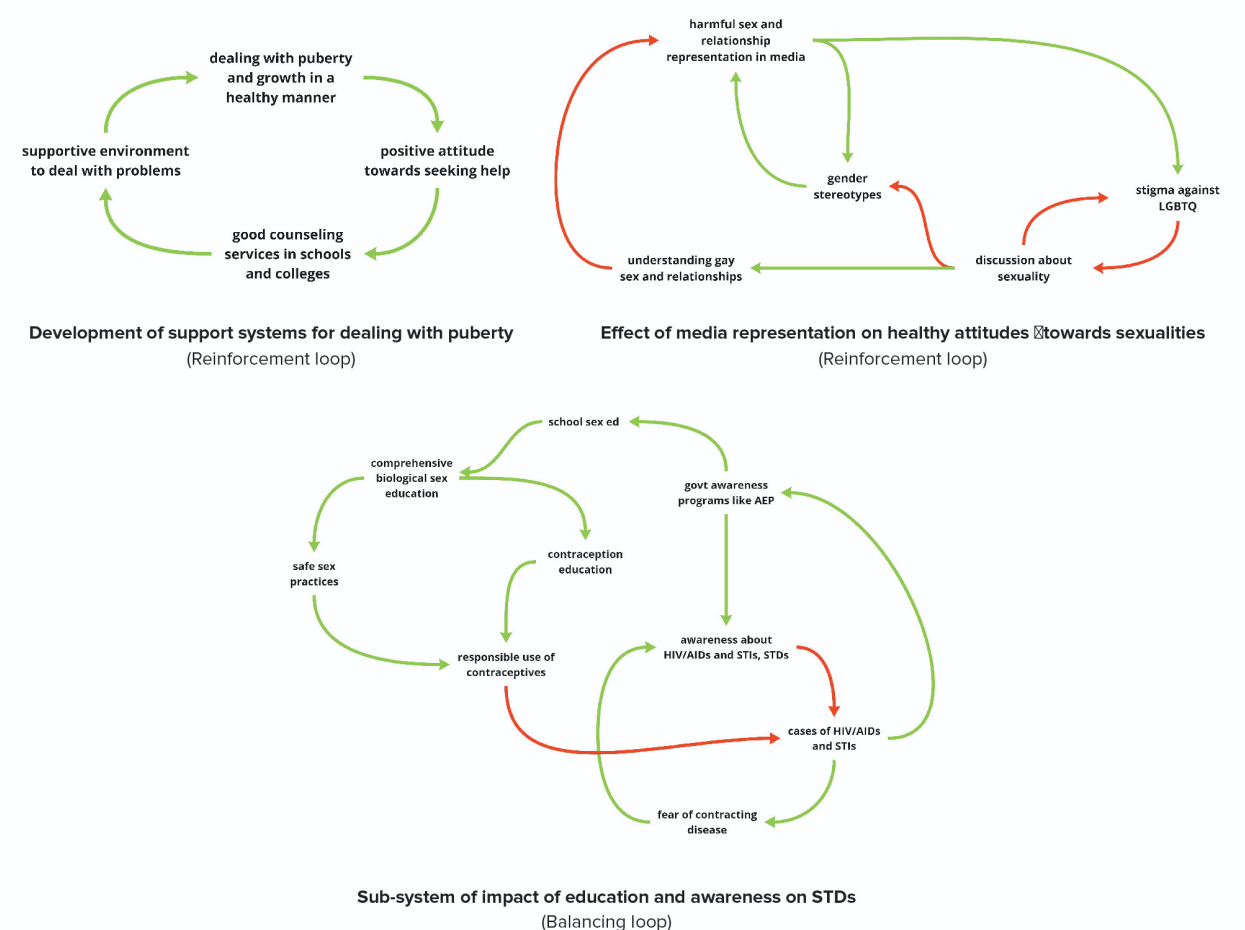 dealing with puberty
and growth in a
healthy manner
supportive environment
to deal with problems
positive attitude
towards seeking help
good counseling
services in schools
and colleges
Development of support systems for dealing with puberty
(Reinforcement loop)
harmful sex and
relationship
representation in media
gender
stereotypes
stigma against
LGBTQ
understanding gay
sex and relationships
discussion about
sexuality
Effect of media representation on healthy attitudes towards sexualities
(Reinforcement loop)
school sex ed
comprehensive
biological sex
education
govt awareness
programs like AEP
contraception
education
safe sex
practices
awareness about
HIV/AIDs and STIs, STDs
responsible use of
contraceptives
cases of HIV/AIDs
and STIs
fear of contracting
disease
Sub-system of impact of education and awareness on STDs
(Balancing loop)